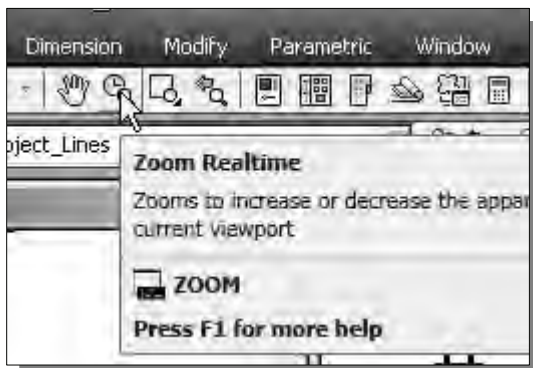 Dimension Modify Parametric Window
oject_Lines
Zoom Realtime
Zooms to increase or decrease the appar
current viewport
ZOOM
Press F1 for more help